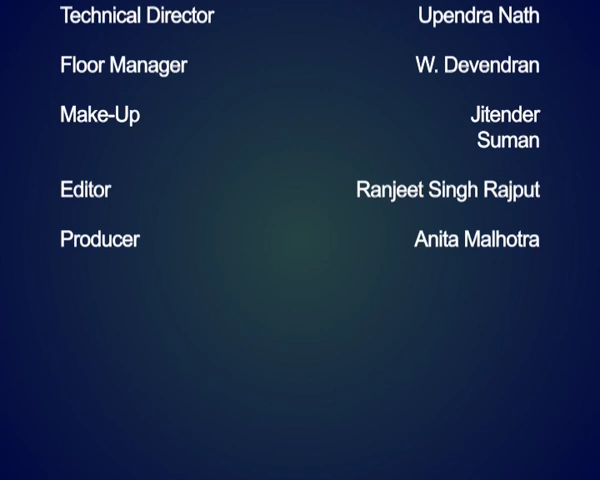 Technical Director Upendra Nath
Floor Manager W. Devendran
Make-Up Jitender
Suman
Editor Ranjeet Singh Rajput
Producer Anita Malhotra